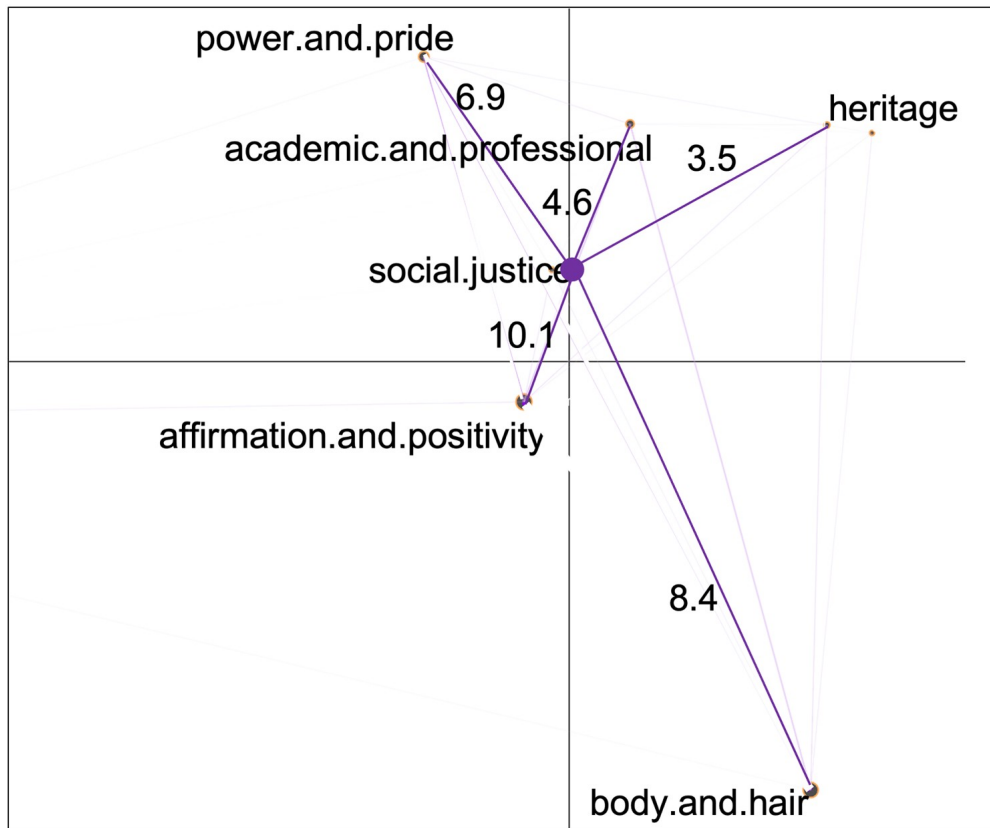 power.and.pride
6.9
heritage
academic.and.professional
3.5
4.6
social.justice
10.1
affirmation.and.positivity
8.4
body.and.hair